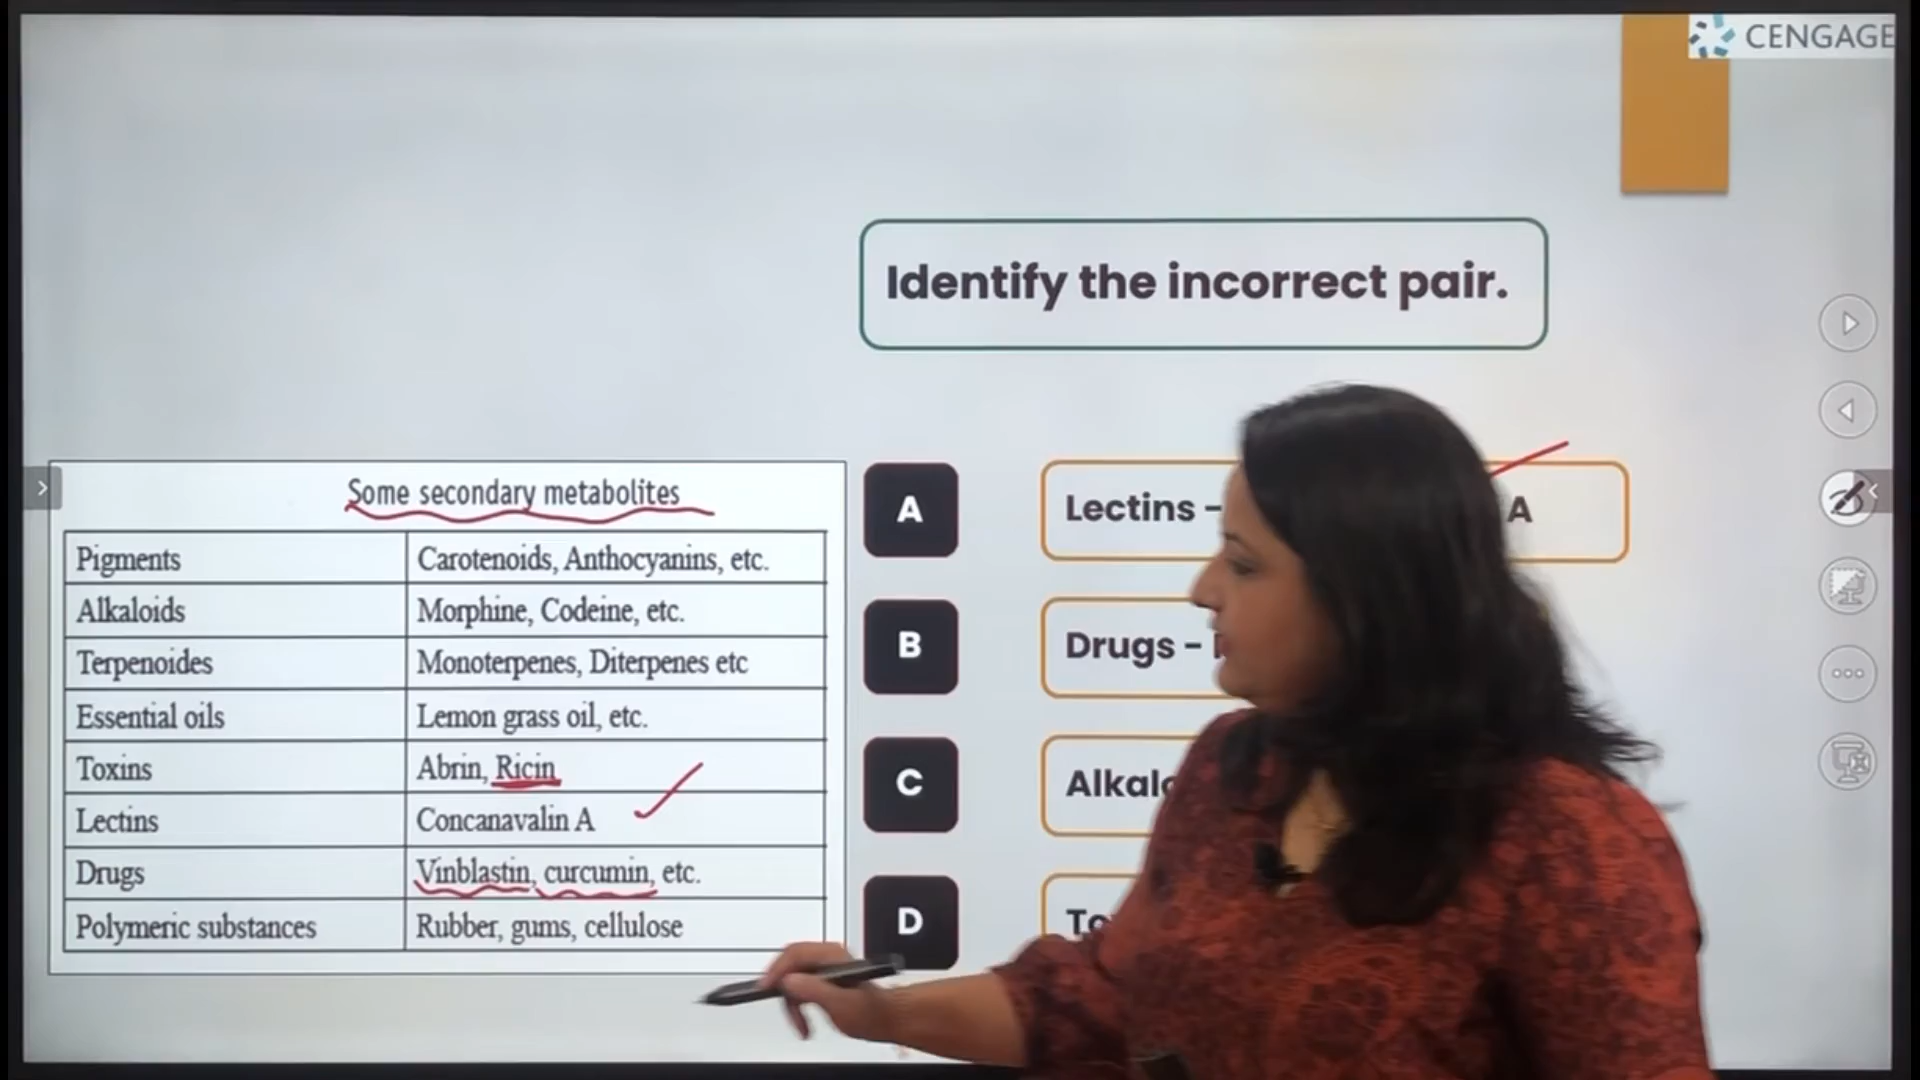 CENGAGE
Identify the incorrect pair.
Some secondary metabolites
Pigments Carotenoids, Anthocyanins, etc.
Alkaloids Morphine, Codeine, etc.
Terpenoides Monoterpenes, Diterpenes etc
Essential oils Lemon grass oil, etc.
Toxins Abrin, Ricin
Lectins Concanavalin A
Drugs Vinblastin, curcumin, etc.
Polymeric substances Rubber, gums, cellulose
A Lectins - A
B Drugs -
C
D